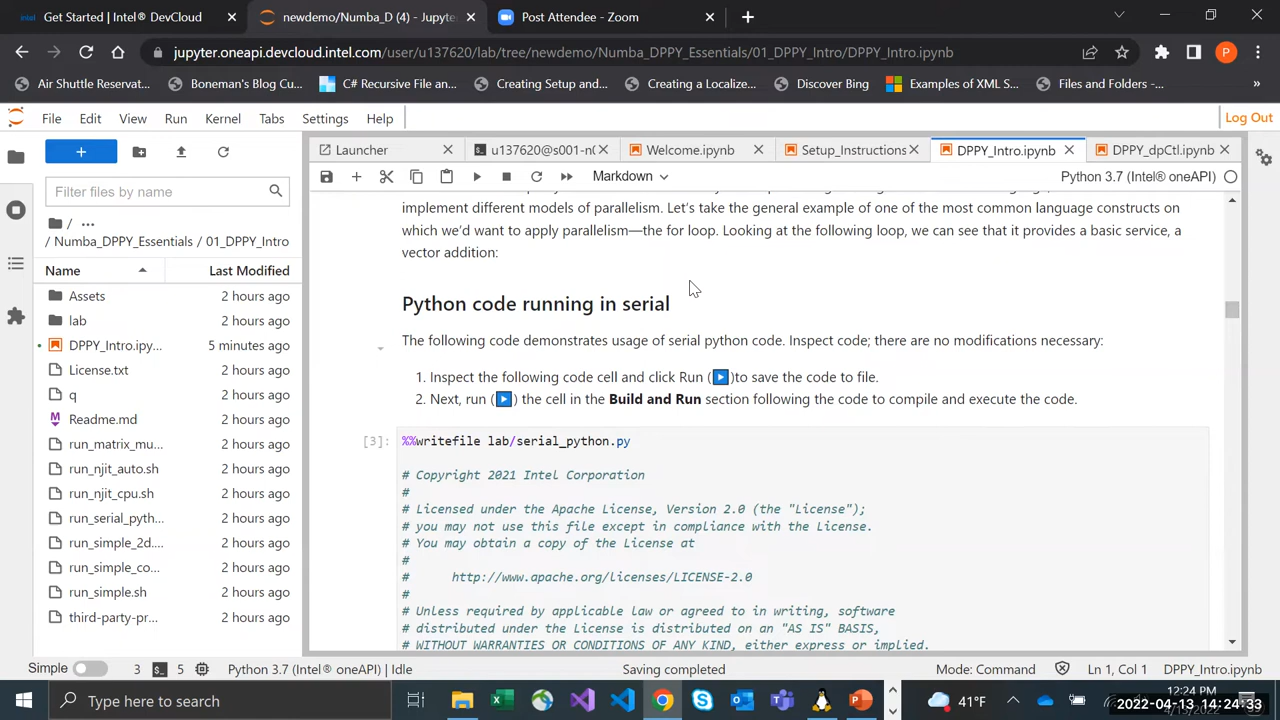 Get Started | Intel® DevCloud
newdemo/Numba_D (4) - Jupyte
Post Attendee - Zoom
jupyter.oneapi.devcloud.intel.com/user/u137620/lab/tree/newdemo/Numba_DPPY_Essentials/01_DPPY_Intro/DPPY_Intro.ipynb
P
Air Shuttle Reservat...
Boneman's Blog Cu...
C# Recursive File an...
Creating Setup and...
Creating a Localize...
Discover Bing
Examples of XML S...
Files and Folders -...
»
File Edit View Run Kernel Tabs Settings Help
Log Out
Launcher
u137620@s001-n0
Welcome.ipynb
Setup_Instructions
DPPY_Intro.ipynb
DPPY_dpCtl.ipynb
Markdown
Python 3.7 (Intel® oneAPI)
Filter files by name
/ ...
/ Numba_DPPY_Essentials / 01_DPPY_Intro
Name Last Modified
Assets 2 hours ago
lab 2 hours ago
DPPY_Intro.ipy... 5 minutes ago
License.txt 2 hours ago
q 2 hours ago
Readme.md 2 hours ago
run_matrix_mu... 2 hours ago
run_njit_auto.sh 2 hours ago
run_njit_cpu.sh 2 hours ago
run_serial_pyth... 2 hours ago
run_simple_2d.... 2 hours ago
run_simple_co... 2 hours ago
run_simple.sh 2 hours ago
third-party-pr... 2 hours ago
implement different models of parallelism. Let's take the general example of one of the most common language constructs on
which we'd want to apply parallelism—the for loop. Looking at the following loop, we can see that it provides a basic service, a
vector addition:
Python code running in serial
The following code demonstrates usage of serial python code. Inspect code; there are no modifications necessary:
1. Inspect the following code cell and click Run ( )to save the code to file.
2. Next, run ( ) the cell in the Build and Run section following the code to compile and execute the code.
[3]: %%writefile lab/serial_python.py
# Copyright 2021 Intel Corporation
#
# Licensed under the Apache License, Version 2.0 (the "License");
# you may not use this file except in compliance with the License.
# You may obtain a copy of the License at
#
# http://www.apache.org/licenses/LICENSE-2.0
#
# Unless required by applicable law or agreed to in writing, software
# distributed under the License is distributed on an "AS IS" BASIS,
# WITHOUT WARRANTIES OR CONDITIONS OF ANY KIND, either express or implied.
Simple 3 5 Python 3.7 (Intel® oneAPI) | Idle Saving completed Mode: Command Ln 1, Col 1 DPPY_Intro.ipynb
Type here to search
41°F
12:24 PM
2022-04-13 14:24:33